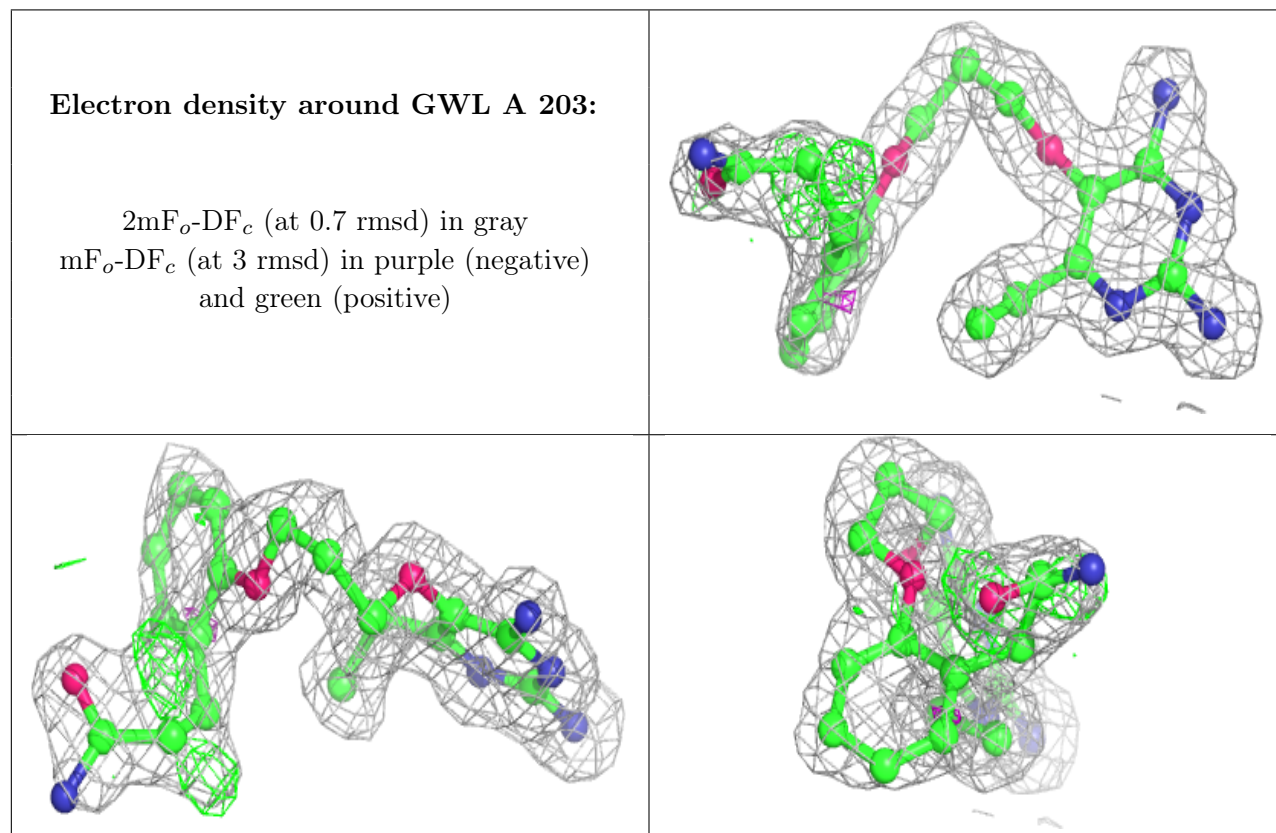 Electron density around GWL A 203:
2mFo-DFc (at 0.7 rmsd) in gray
mFo-DFc (at 3 rmsd) in purple (negative)
and green (positive)